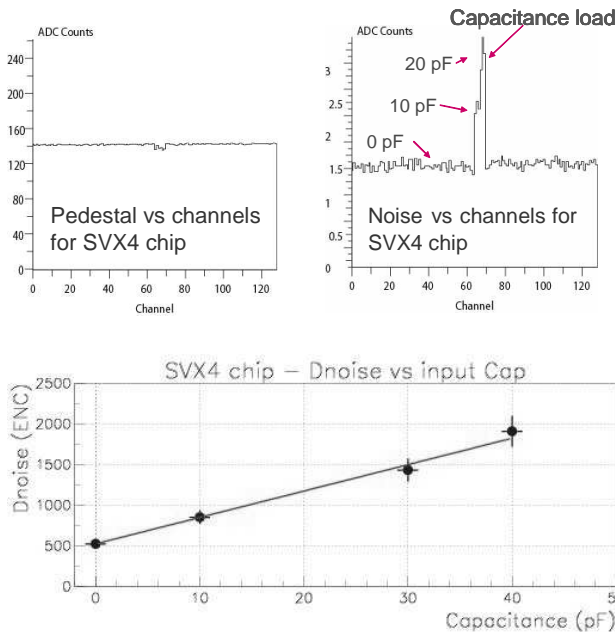 ADC Counts
240
200
160
120
80
40
0
0 20 40 60 80 100 120
Channel
Pedestal vs channels
for SVX4 chip
Capacitance load
ADC Counts
3
2.5
2
1.5
1
0.5
0
0 20 40 60 80 100 120
Channel
20 pF
10 pF
0 pF
Noise vs channels for
SVX4 chip
SVX4 chip – Dnoise vs input Cap
Dnoise (ENC)
2500
2000
1500
1000
500
0
0 10 20 30 40 5
Capacitance (pF)